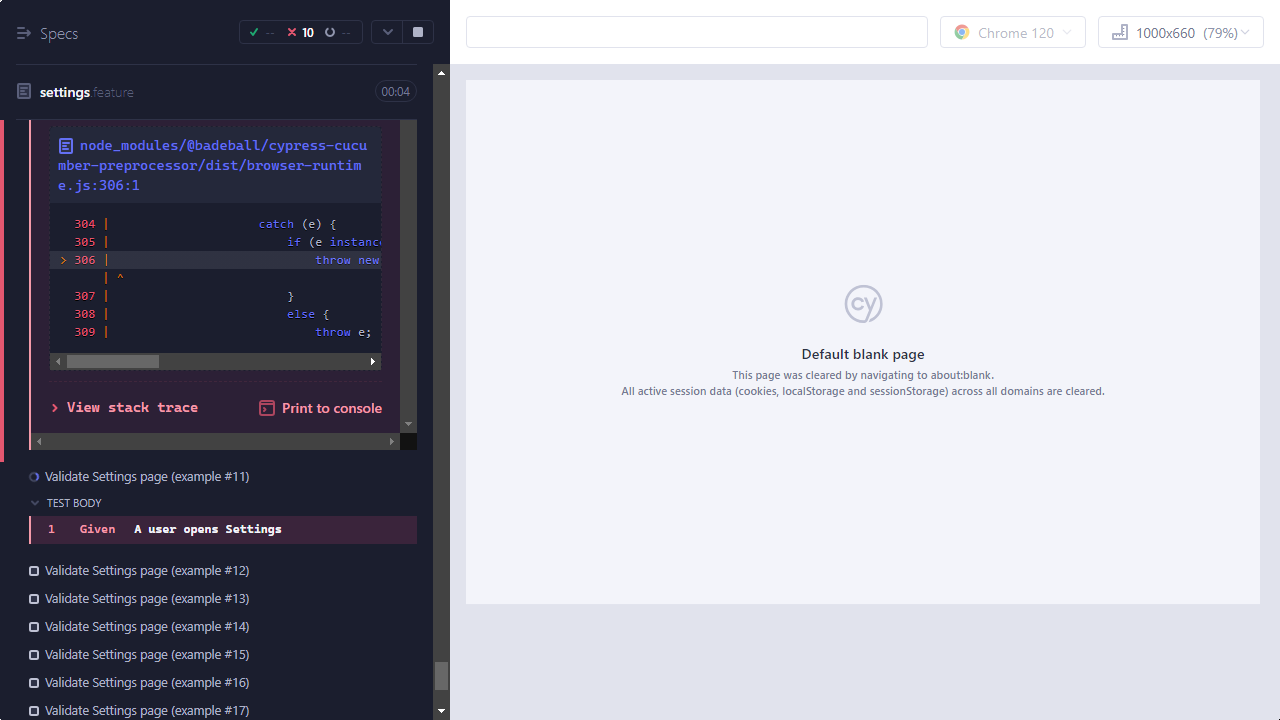 Specs
--
10
--
Chrome 120
1000x660 (79%)
settings.feature
00:04
node_modules/@badeball/cypress-cucu
mber-preprocessor/dist/browser-runtim
e.js:306:1
304 | catch (e) {
305 | if (e instanc
> 306 | throw new
| ^
307 | }
308 | else {
309 | throw e;
View stack trace
Print to console
Validate Settings page (example #11)
TEST BODY
1 Given A user opens Settings
Validate Settings page (example #12)
Validate Settings page (example #13)
Validate Settings page (example #14)
Validate Settings page (example #15)
Validate Settings page (example #16)
Validate Settings page (example #17)
cy
Default blank page
This page was cleared by navigating to about:blank.
All active session data (cookies, localStorage and sessionStorage) across all domains are cleared.